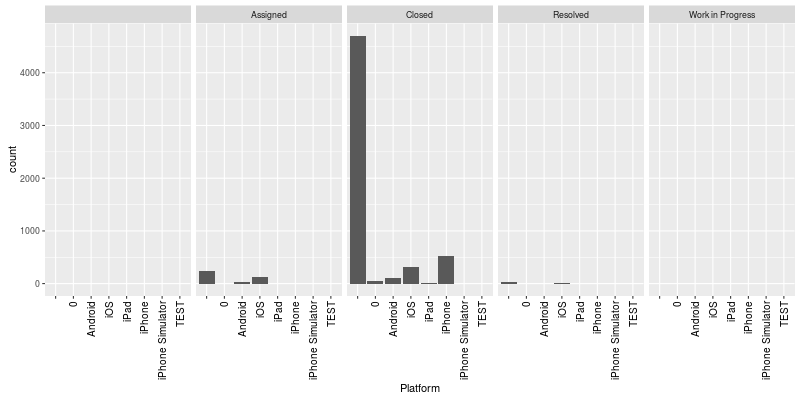 Assigned
Closed
Resolved
Work in Progress
4000
3000
2000
1000
0
count
0
Android
iOS
iPad
iPhone
iPhone Simulator
TEST
0
Android
iOS
iPad
iPhone
iPhone Simulator
TEST
0
Android
iOS
iPad
iPhone
iPhone Simulator
TEST
0
Android
iOS
iPad
iPhone
iPhone Simulator
TEST
0
Android
iOS
iPad
iPhone
iPhone Simulator
TEST
Platform